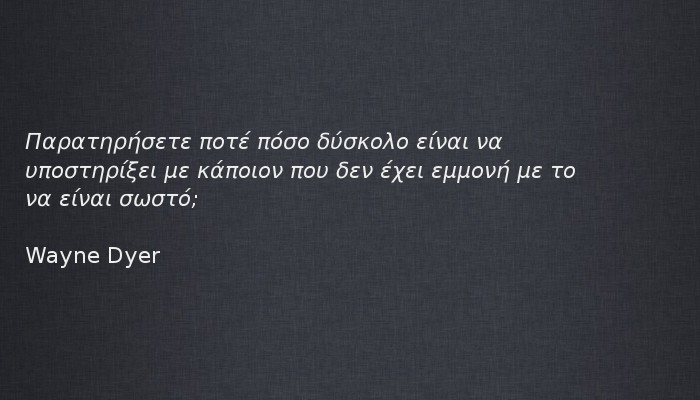 Παρατηρήσετε ποτέ πόσο δύσκολο είναι να
υποστηρίξει με κάποιον που δεν έχει εμμονή με το
να είναι σωστό;
Wayne Dyer